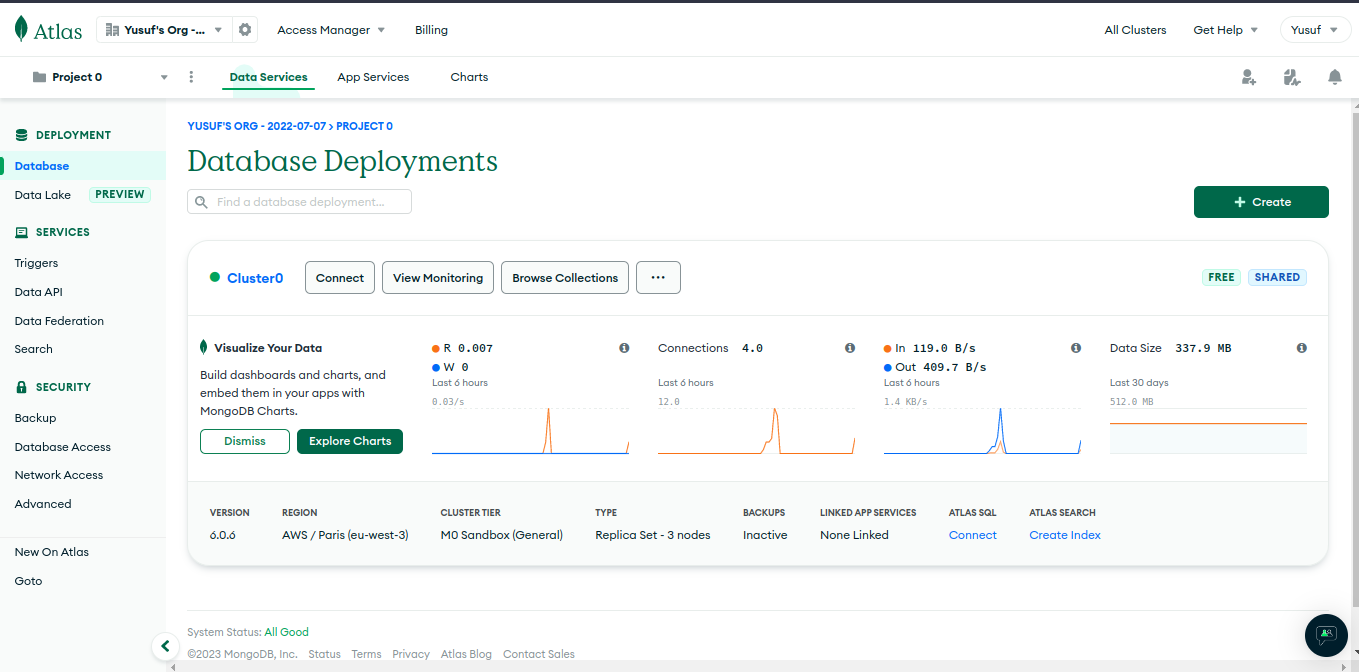 Atlas
Yusuf's Org -...
Access Manager
Billing
All Clusters
Get Help
Yusuf
Project 0
Data Services
App Services
Charts
DEPLOYMENT
Database
Data Lake PREVIEW
SERVICES
Triggers
Data API
Data Federation
Search
SECURITY
Backup
Database Access
Network Access
Advanced
New On Atlas
Goto
YUSUF'S ORG - 2022-07-07 > PROJECT 0
Database Deployments
Find a database deployment...
+ Create
Cluster0
Connect
View Monitoring
Browse Collections
...
FREE
SHARED
Visualize Your Data
Build dashboards and charts, and
embed them in your apps with
MongoDB Charts.
Dismiss
Explore Charts
R 0.007
W 0
Last 6 hours
0.03/s
Connections 4.0
Last 6 hours
12.0
In 119.0 B/s
Out 409.7 B/s
Last 6 hours
1.4 KB/s
Data Size 337.9 MB
Last 30 days
512.0 MB
VERSION
6.0.6
REGION
AWS / Paris (eu-west-3)
CLUSTER TIER
M0 Sandbox (General)
TYPE
Replica Set - 3 nodes
BACKUPS
Inactive
LINKED APP SERVICES
None Linked
ATLAS SQL
Connect
ATLAS SEARCH
Create Index
System Status: All Good
©2023 MongoDB, Inc. Status Terms Privacy Atlas Blog Contact Sales